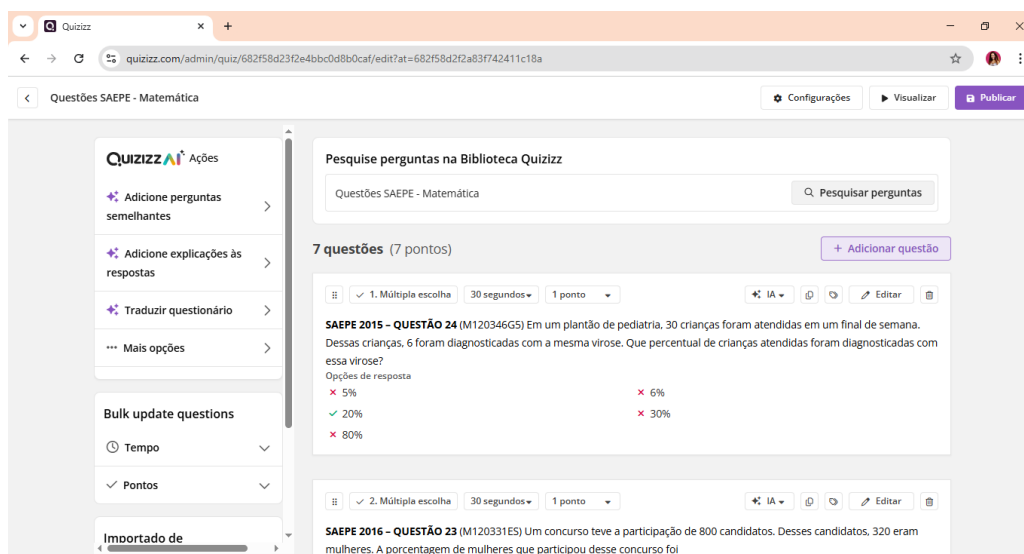 Quizizz
quizizz.com/admin/quiz/682f58d23f2e4bbc0d8b0caf/edit?at=682f58d2f2a83f742411c18a
Questões SAEPE - Matemática
Configurações
Visualizar
Publicar
QUIZIZZ AI Ações
Adicione perguntas
semelhantes
Adicione explicações às
respostas
Traduzir questionário
Mais opções
Bulk update questions
Tempo
Pontos
Importado de
Pesquise perguntas na Biblioteca Quizizz
Questões SAEPE - Matemática
Pesquisar perguntas
7 questões (7 pontos)
+ Adicionar questão
1. Múltipla escolha
30 segundos
1 ponto
IA
Editar
SAEPE 2015 – QUESTÃO 24 (M120346G5) Em um plantão de pediatria, 30 crianças foram atendidas em um final de semana.
Dessas crianças, 6 foram diagnosticadas com a mesma virose. Que percentual de crianças atendidas foram diagnosticadas com
essa virose?
Opções de resposta
5%
6%
20%
30%
80%
2. Múltipla escolha
30 segundos
1 ponto
IA
Editar
SAEPE 2016 – QUESTÃO 23 (M120331ES) Um concurso teve a participação de 800 candidatos. Desses candidatos, 320 eram
mulheres. A porcentagem de mulheres que participou desse concurso foi